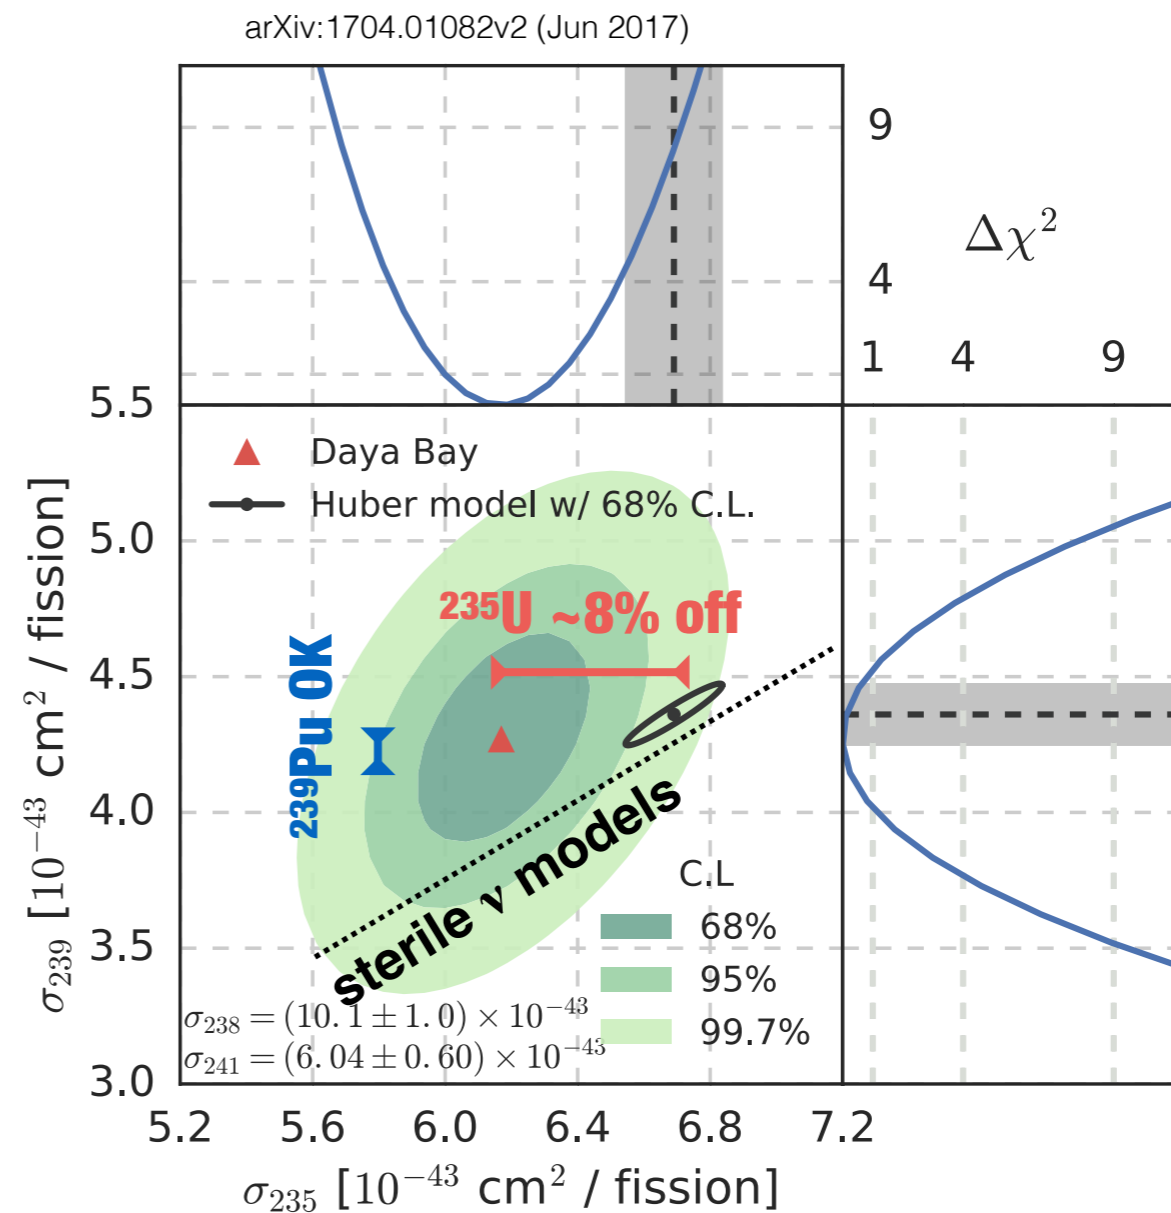 arXiv:1704.01082v2 (Jun 2017)
9
4
Δχ²
1 4 9
5.5
5.0
4.5
4.0
3.5
3.0
σ₂₃₉ [10⁻⁴³ cm² / fission]
Daya Bay
Huber model w/ 68% C.L.
²³⁵U ~8% off
²³⁹Pu OK
sterile ν models
C.L
68%
95%
99.7%
σ₂₃₈ = (10.1 ± 1.0) × 10⁻⁴³
σ₂₄₁ = (6.04 ± 0.60) × 10⁻⁴³
5.2 5.6 6.0 6.4 6.8 7.2
σ₂₃₅ [10⁻⁴³ cm² / fission]